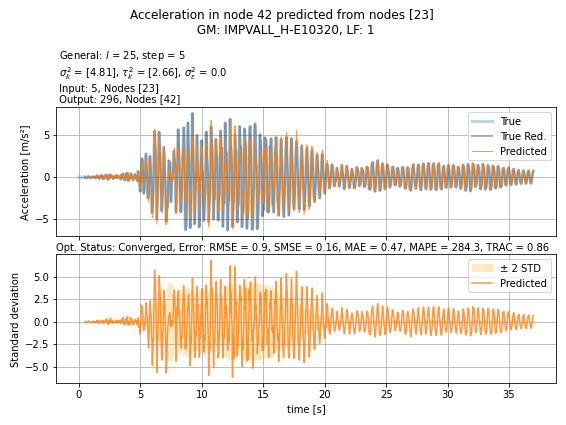 Acceleration in node 42 predicted from nodes [23]
GM: IMPVALL_H-E10320, LF: 1
General: l = 25, step = 5
σ²ₖ = [4.81], τ²ₖ = [2.66], σ²ε = 0.0
Input: 5, Nodes [23]
Output: 296, Nodes [42]
Acceleration [m/s²]
5
0
−5
True
True Red.
Predicted
Opt. Status: Converged, Error: RMSE = 0.9, SMSE = 0.16, MAE = 0.47, MAPE = 284.3, TRAC = 0.86
Standard deviation
5.0
2.5
0.0
−2.5
−5.0
± 2 STD
Predicted
0 5 10 15 20 25 30 35
time [s]